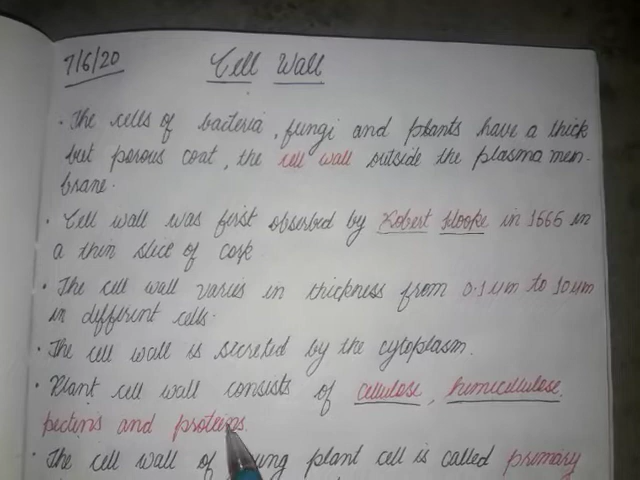 7/6/20
Cell Wall
· The cells of bacteria, fungi and plants have a thick
but porous coat, the cell wall outside the plasma mem-
brane.
· Cell wall was first observed by Robert Hooke in 1665 in
a thin slice of cork
· The cell wall varies in thickness from 0.1 um to 10 um
in different cells.
· The cell wall is secreted by the cytoplasm.
· Plant cell wall consists of cellulose, hemicellulose,
pectins and proteins.
· The cell wall of plant cell is called primary